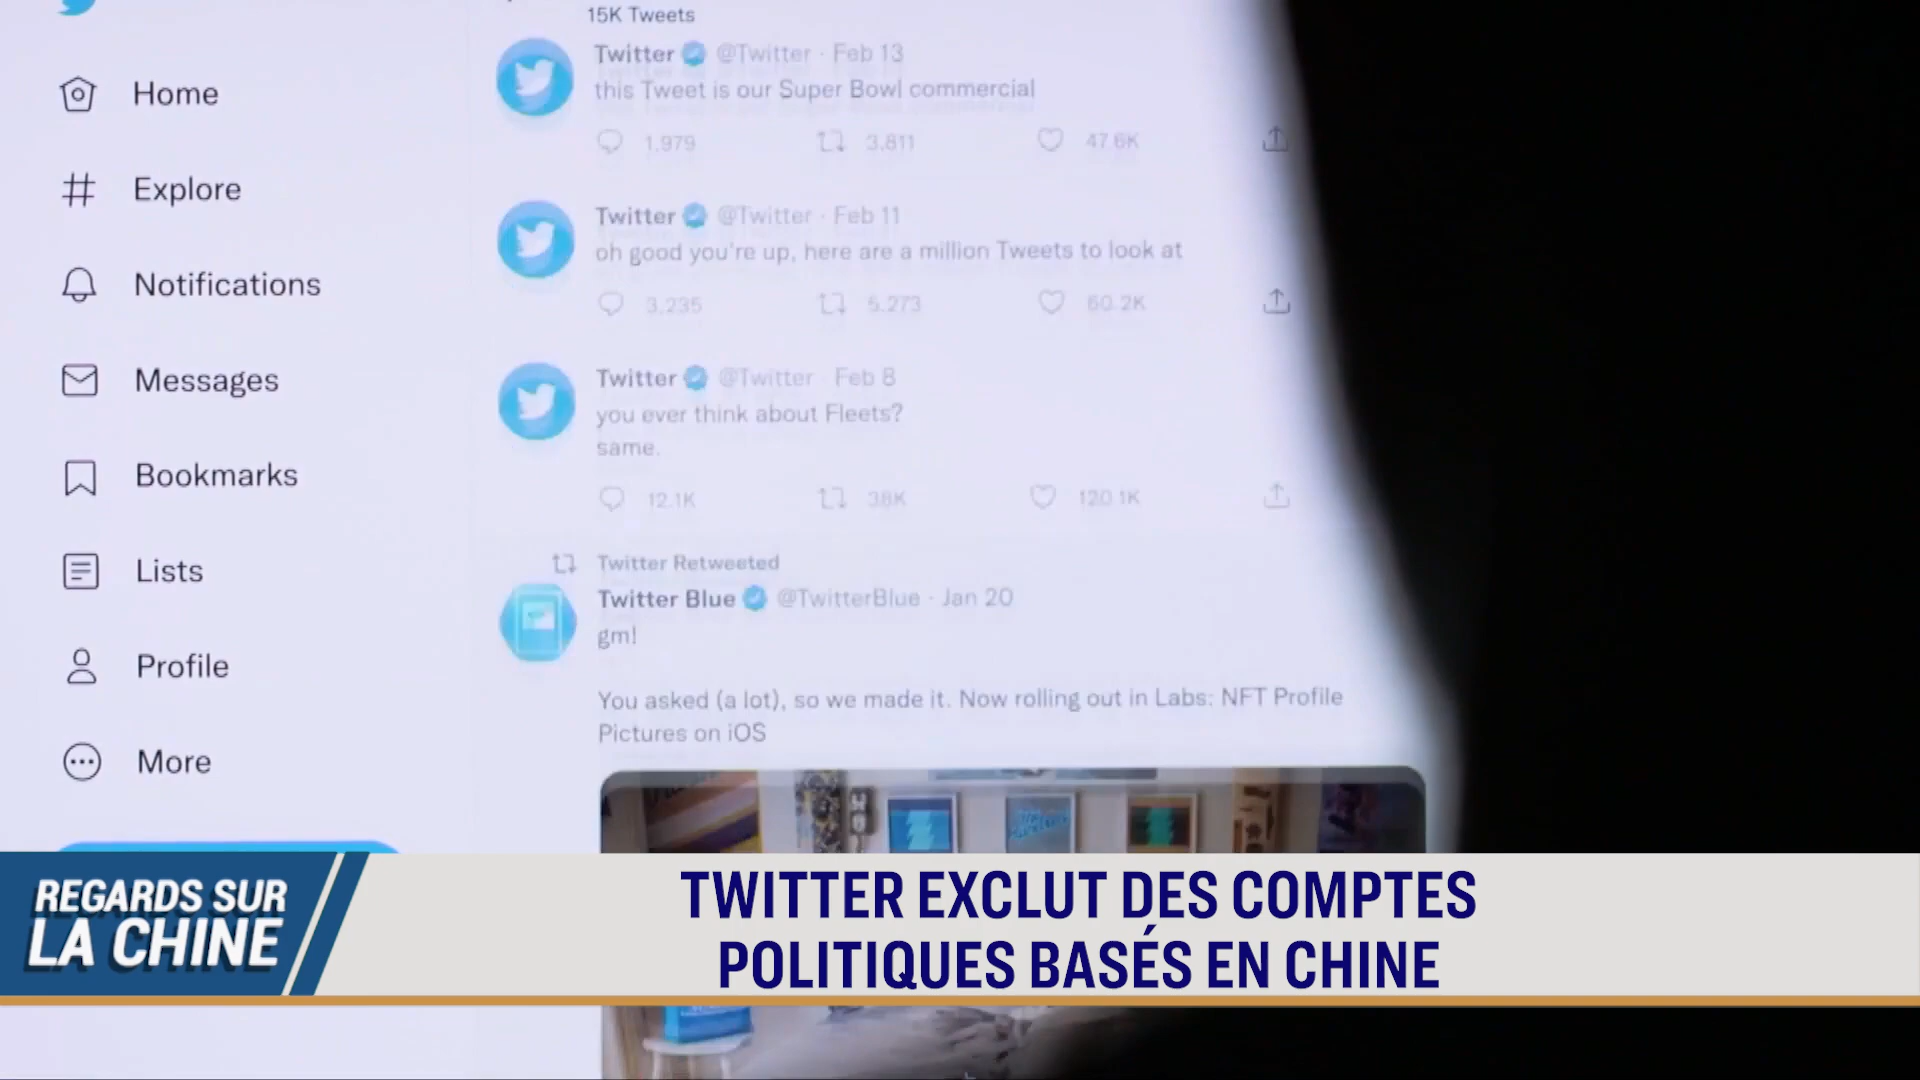 15K Tweets
Twitter @Twitter · Feb 13
this Tweet is our Super Bowl commercial
1,979 3,811 47.6K
Home
Explore
Notifications
Messages
Bookmarks
Lists
Profile
More
Twitter @Twitter · Feb 11
oh good you're up, here are a million Tweets to look at
3,235 5,273 60.2K
Twitter @Twitter · Feb 8
you ever think about Fleets?
same.
12.1K 38K 120.1K
Twitter Retweeted
Twitter Blue @TwitterBlue · Jan 20
gm!
You asked (a lot), so we made it. Now rolling out in Labs: NFT Profile
Pictures on iOS
REGARDS SUR
LA CHINE
TWITTER EXCLUT DES COMPTES
POLITIQUES BASÉS EN CHINE